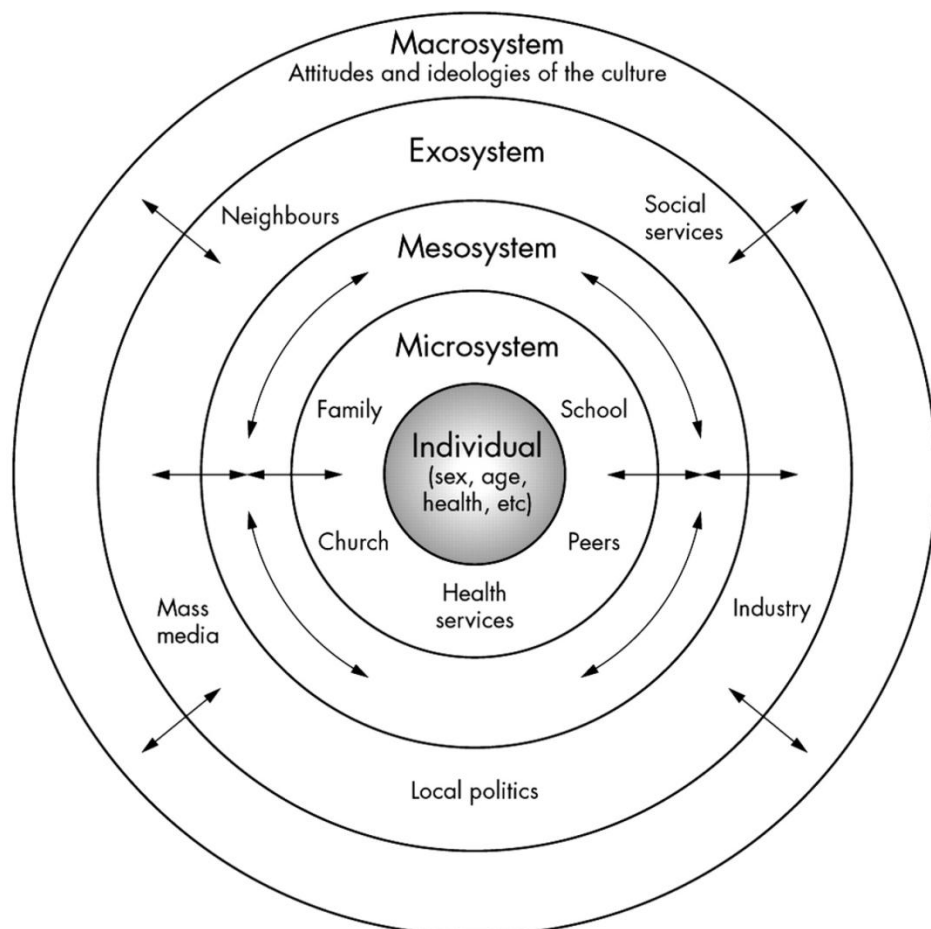 Macrosystem
Attitudes and ideologies of the culture
Exosystem
Neighbours
Social
services
Mesosystem
Microsystem
Family
School
Individual
(sex, age,
health, etc)
Church
Peers
Health
services
Mass
media
Industry
Local politics